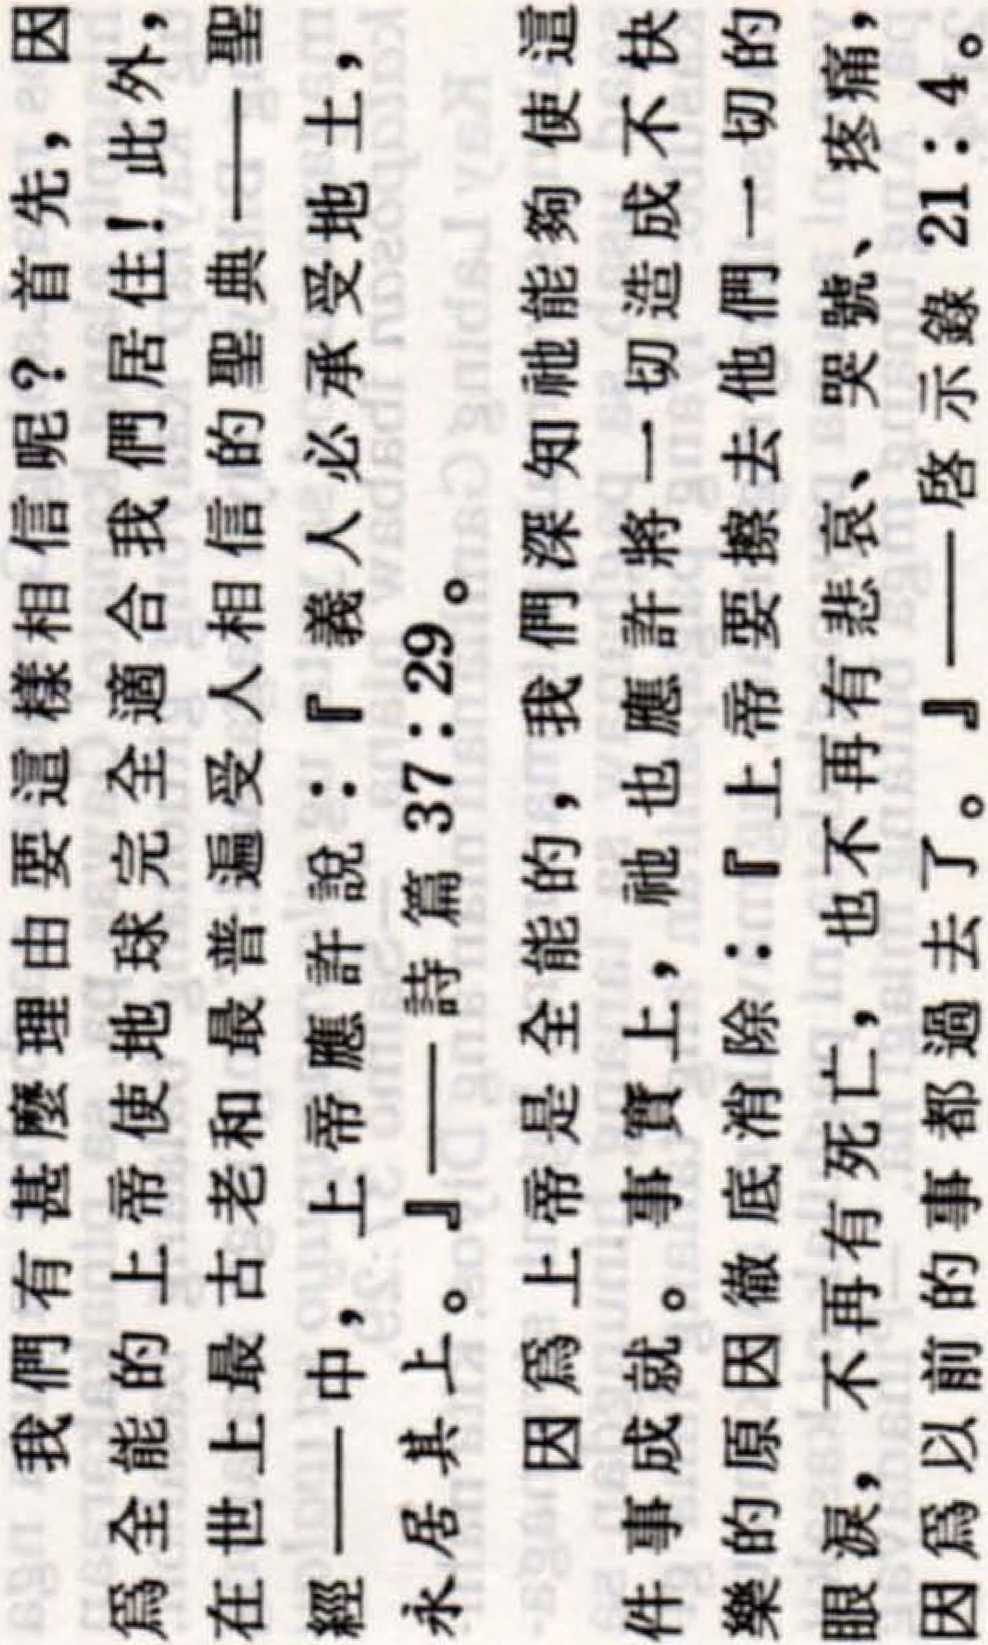 我們有甚麼理由要這樣相信呢？首先，因
爲全能的上帝使地球完全適合我們居住！此外，
在世上最古老和最普遍受人相信的聖典——聖
經——中，上帝應許說：『義人必承受地土，
永居其上。』——詩篇 37：29。
因爲上帝是全能的，我們深知祂能夠使這
件事成就。事實上，祂也應許將一切造成不快
樂的原因徹底消除：『上帝要擦去他們一切的
眼淚，不再有死亡，也不再有悲哀、哭號、疼痛，
因爲以前的事都過去了。』——啓示錄 21：4。